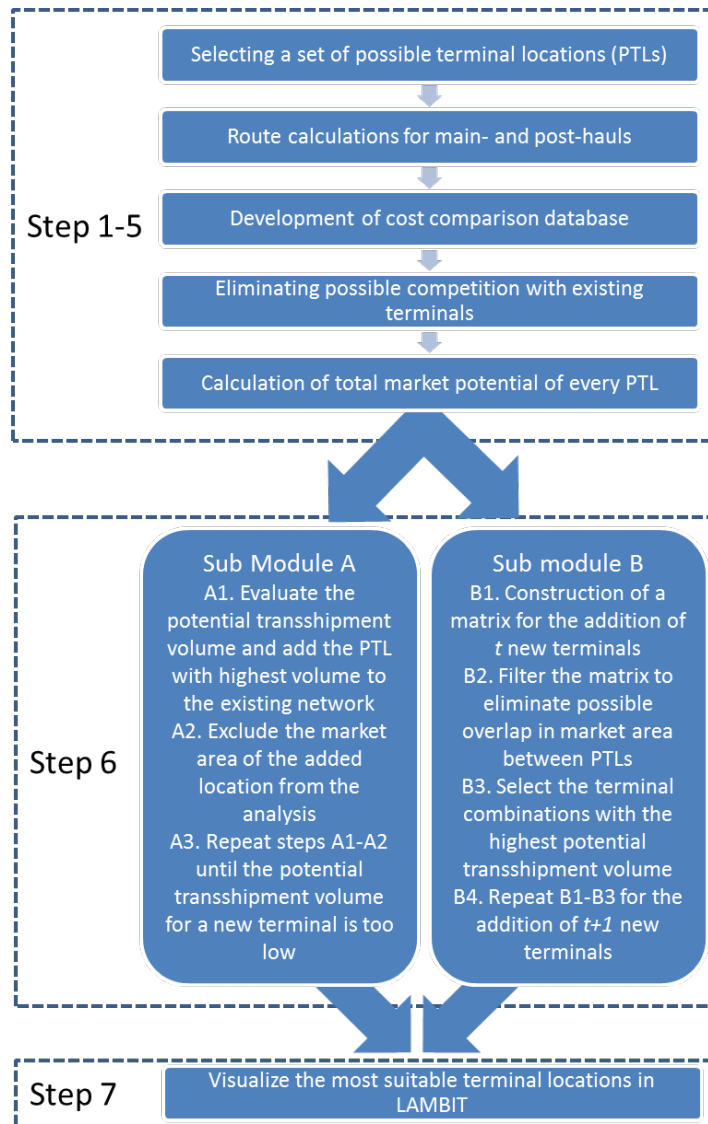 Selecting a set of possible terminal locations (PTLs)
Route calculations for main- and post-hauls
Step 1-5
Development of cost comparison database
Eliminating possible competition with existing
terminals
Calculation of total market potential of every PTL
Step 6
Sub Module A
A1. Evaluate the
potential transshipment
volume and add the PTL
with highest volume to
the existing network
A2. Exclude the market
area of the added
location from the
analysis
A3. Repeat steps A1-A2
until the potential
transshipment volume
for a new terminal is too
low
Sub module B
B1. Construction of a
matrix for the addition of
t new terminals
B2. Filter the matrix to
eliminate possible
overlap in market area
between PTLs
B3. Select the terminal
combinations with the
highest potential
transshipment volume
B4. Repeat B1-B3 for the
addition of t+1 new
terminals
Step 7
Visualize the most suitable terminal locations in
LAMBIT